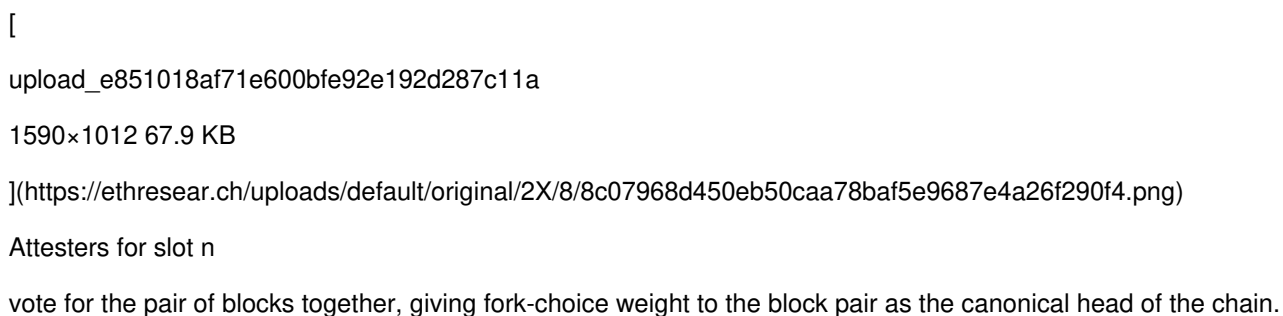 [
upload_e851018af71e600bfe92e192d287c11a
1590×1012 67.9 KB
](https://ethresear.ch/uploads/default/original/2X/8/8c07968d450eb50caa78baf5e9687e4a26f290f4.png)
Attesters for slot n
vote for the pair of blocks together, giving fork-choice weight to the block pair as the canonical head of the chain.